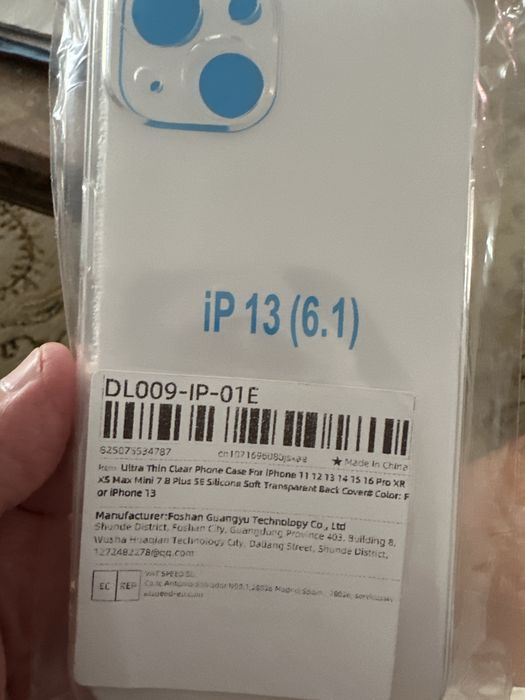 iP 13 (6.1)
DL009-IP-01E
★ Made in China
Item: Ultra Thin Clear Phone Case For iPhone 11 12 13 14 15 16 Pro XR
XS Max Mini 7 8 Plus SE Silicone Soft Transparent Back Covers Color: F
or iPhone 13
Manufacturer:Foshan Guangyu Technology Co., Ltd
Shunde District, Foshan City, Guangdong Province 403, Building 8,
Wusha Huaqian Technology City, Daliang Street, Shunde District,
1272482278@qq.com
EC REP